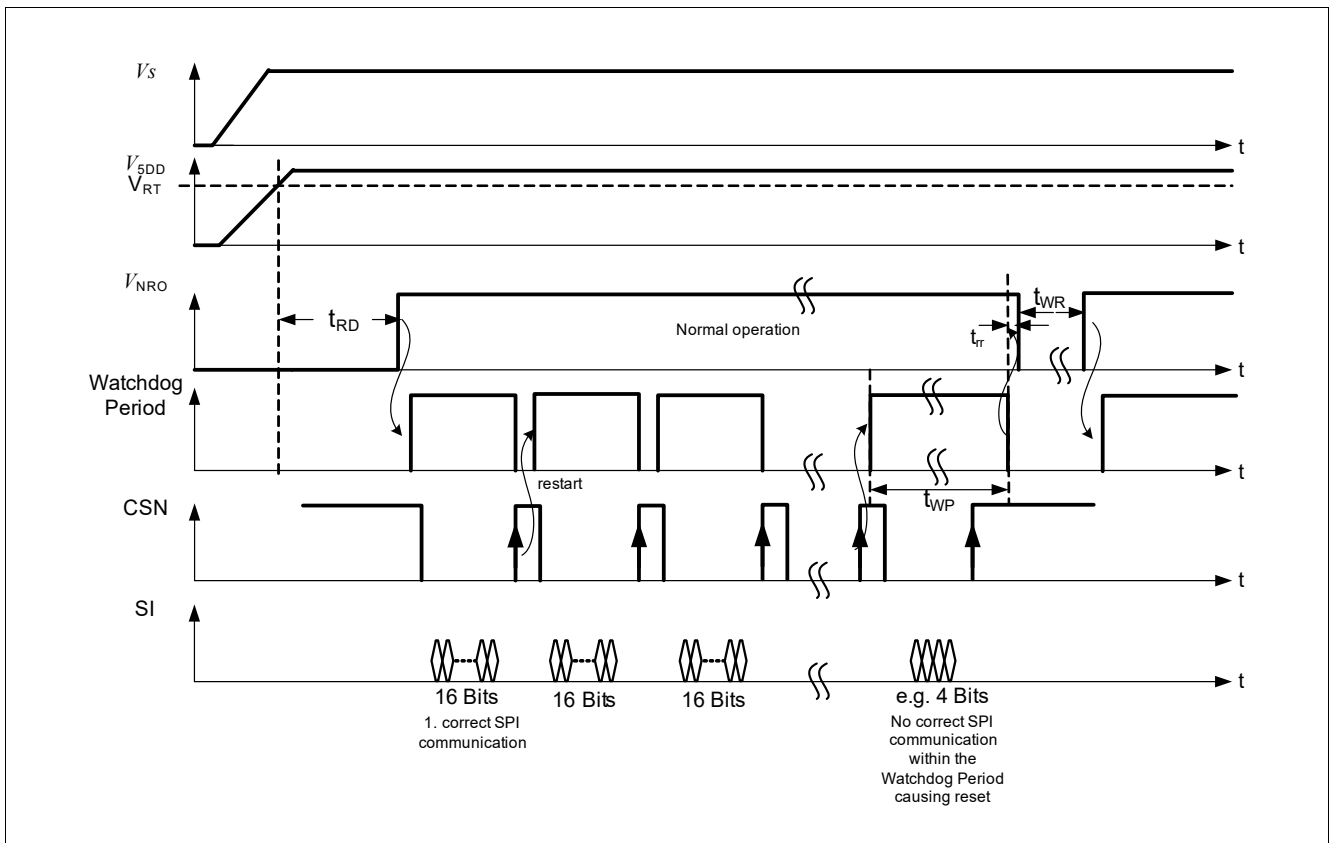 Vs
t
V5DD
VRT
t
VNRO
tRD
Normal operation
tWR
trr
t
Watchdog
Period
restart
tWP
t
CSN
t
SI
t
16 Bits
16 Bits
16 Bits
e.g. 4 Bits
1. correct SPI
communication
No correct SPI
communication
within the
Watchdog Period
causing reset